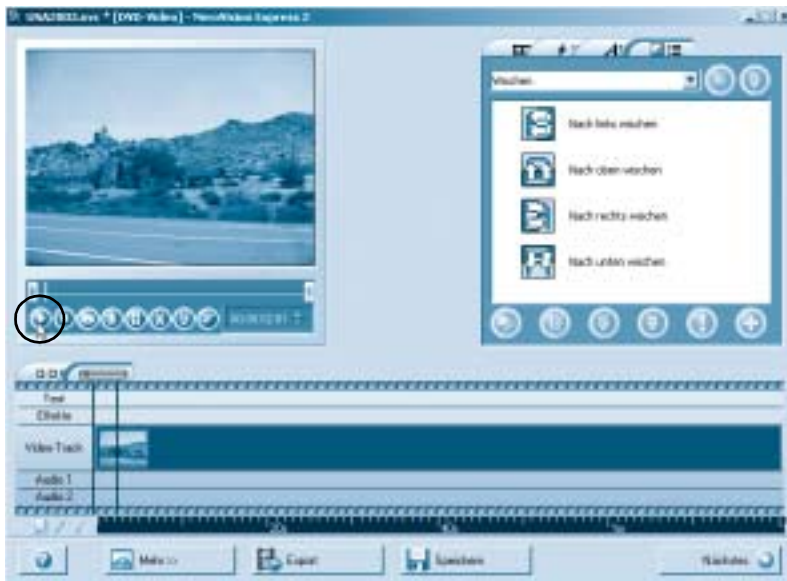 [DVD-Video] - NeroVision Express 2
Wischen
Nach links wischen
Nach oben wischen
Nach rechts wischen
Nach unten wischen
Text
Effekte
Video-Track
Audio 1
Audio 2
Mehr >>
Export
Speichern
Nächstes